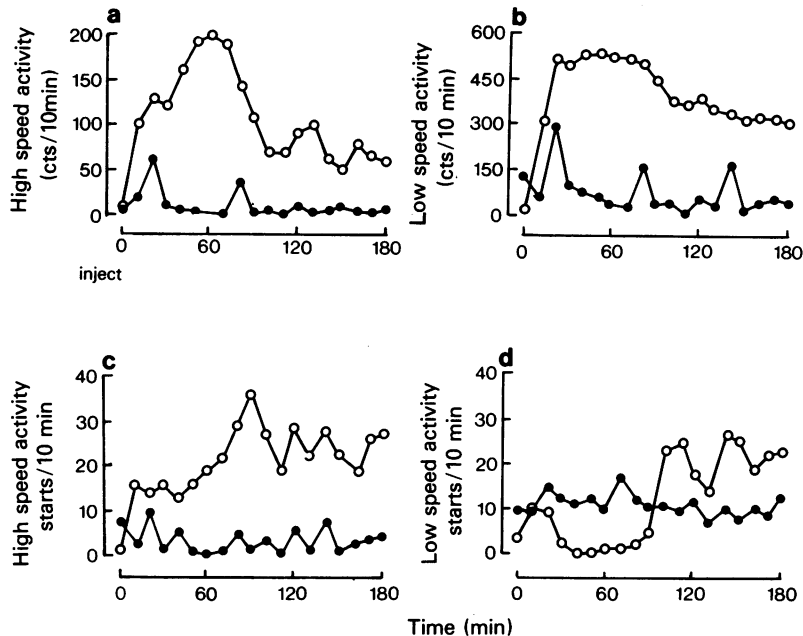 a
High speed activity
(cts/10min)
200
150
100
50
0
0
60
120
180
inject
b
Low speed activity
(cts/10 min)
600
450
300
150
0
0
60
120
180
c
High speed activity
starts/10 min
40
30
20
10
0
0
60
120
180
d
Low speed activity
starts/10 min
40
30
20
10
0
0
60
120
180
Time (min)